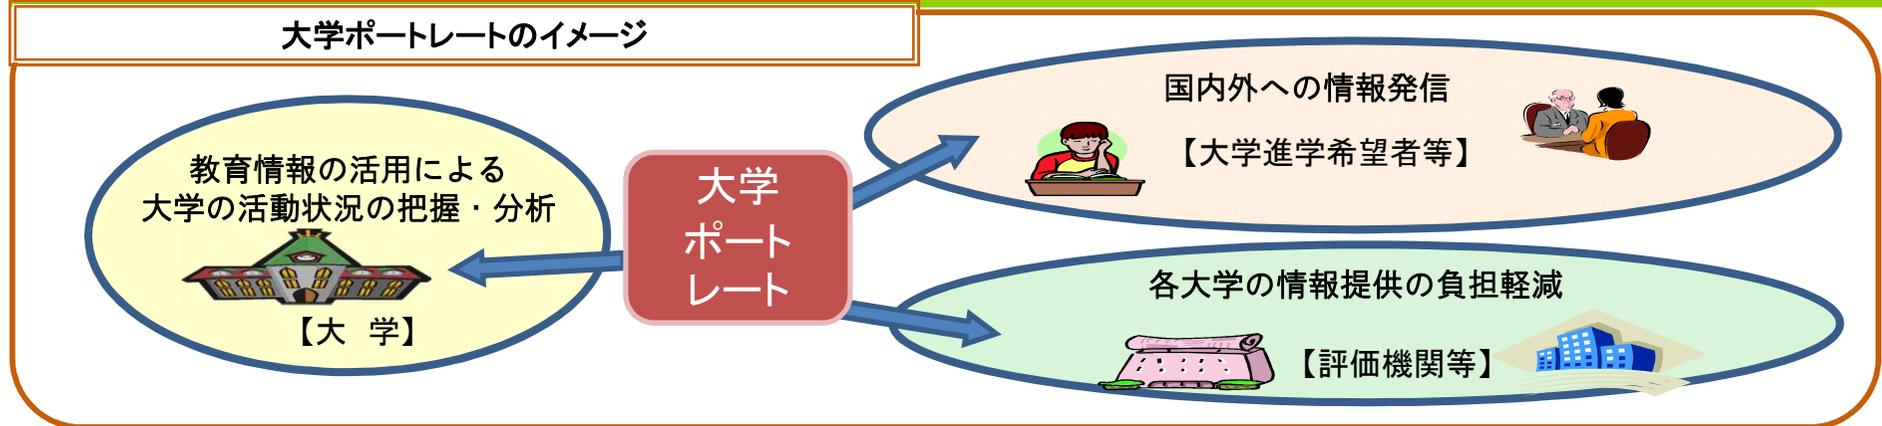 大学ポートレートのイメージ
教育情報の活用による
大学の活動状況の把握・分析
【大　学】
大学
ポート
レート
国内外への情報発信
【大学進学希望者等】
各大学の情報提供の負担軽減
【評価機関等】